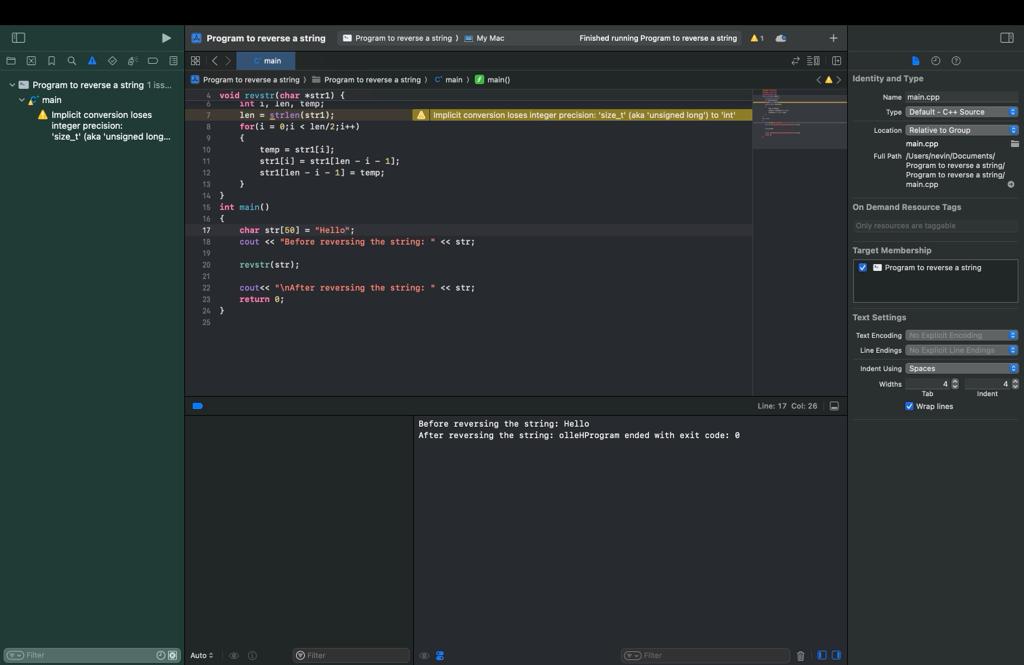 Program to reverse a string
Program to reverse a string 〉 My Mac
Finished running Program to reverse a string
1
main
Program to reverse a string 1 iss...
main
Implicit conversion loses
integer precision:
'size_t' (aka 'unsigned long...
Program to reverse a string 〉 Program to reverse a string 〉 main 〉 main()
4 void revstr(char *str1) {
6 int i, len, temp;
7 len = strlen(str1);
Implicit conversion loses integer precision: 'size_t' (aka 'unsigned long') to 'int'
8 for(i = 0;i < len/2;i++)
9 {
10 temp = str1[i];
11 str1[i] = str1[len - i - 1];
12 str1[len - i - 1] = temp;
13 }
14 }
15 int main()
16 {
17 char str[50] = "Hello";
18 cout << "Before reversing the string: " << str;
19
20 revstr(str);
21
22 cout<< "\nAfter reversing the string: " << str;
23 return 0;
24 }
25
Line: 17 Col: 26
Before reversing the string: Hello
After reversing the string: olleHProgram ended with exit code: 0
Filter
Auto
Filter
Filter
Identity and Type
Name main.cpp
Type Default - C++ Source
Location Relative to Group
main.cpp
Full Path /Users/nevin/Documents/
Program to reverse a string/
Program to reverse a string/
main.cpp
On Demand Resource Tags
Only resources are taggable
Target Membership
Program to reverse a string
Text Settings
Text Encoding No Explicit Encoding
Line Endings No Explicit Line Endings
Indent Using Spaces
Widths 4 4
Tab Indent
Wrap lines